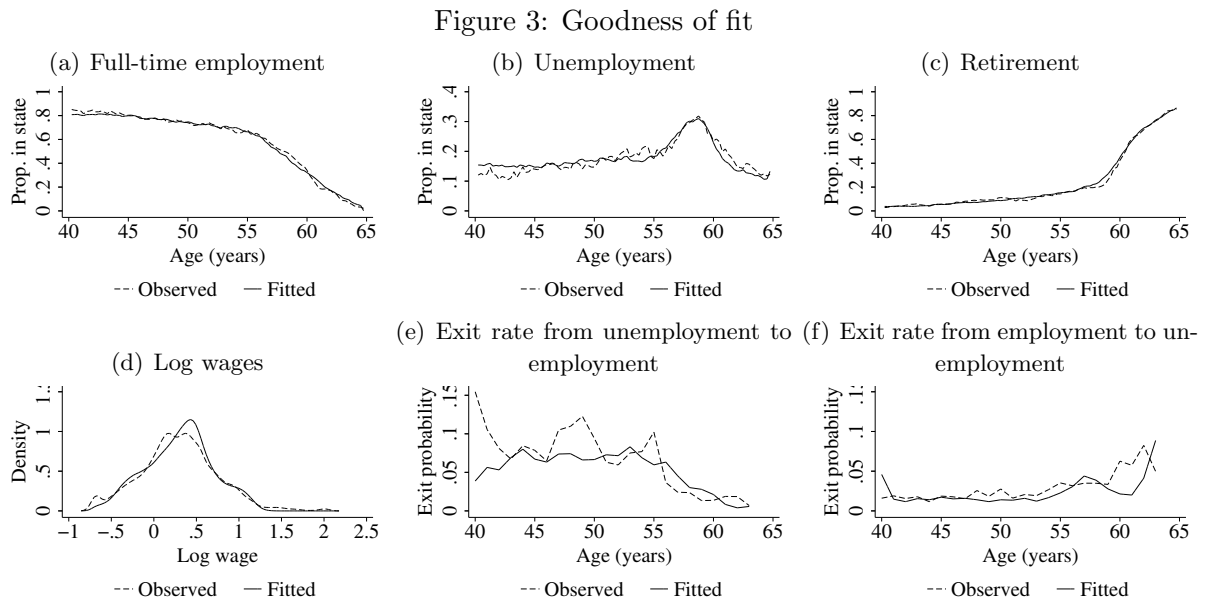 Figure 3: Goodness of fit
(a) Full-time employment
Prop. in state
0 .2 .4 .6 .8 1
40 45 50 55 60 65
Age (years)
Observed Fitted
(b) Unemployment
Prop. in state
0 .1 .2 .3 .4
40 45 50 55 60 65
Age (years)
Observed Fitted
(c) Retirement
Prop. in state
0 .2 .4 .6 .8 1
40 45 50 55 60 65
Age (years)
Observed Fitted
(d) Log wages
Density
0 .5 1
−1 −.5 0 .5 1 1.5 2 2.5
Log wage
Observed Fitted
(e) Exit rate from unemployment to
employment
Exit probability
0 .05 .1 .15
40 45 50 55 60 65
Age (years)
Observed Fitted
(f) Exit rate from employment to un-
employment
Exit probability
0 .05 .1 .15
40 45 50 55 60 65
Age (years)
Observed Fitted